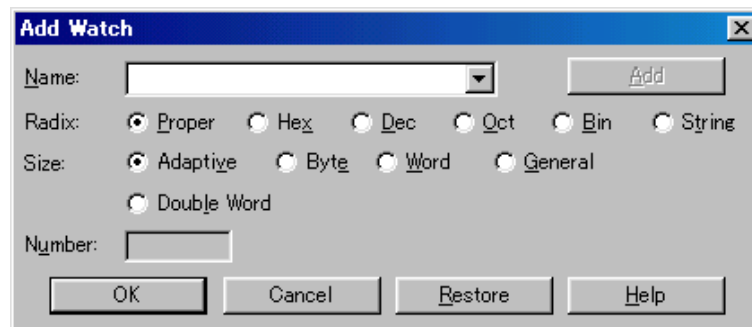 Add Watch
Name: Add
Radix: Proper Hex Dec Oct Bin String
Size: Adaptive Byte Word General
Double Word
Number:
OK Cancel Restore Help